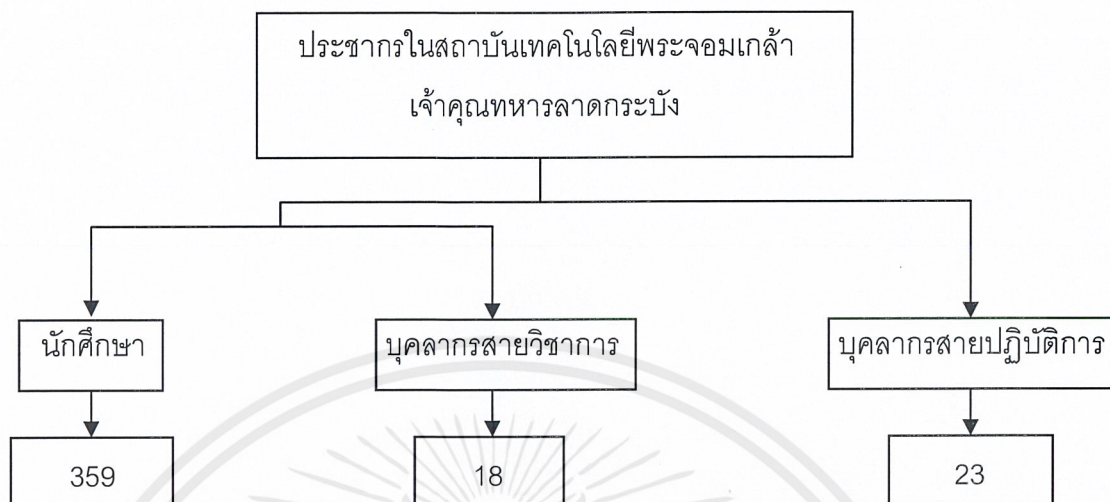 ประชากรในสถาบันเทคโนโลยีพระจอมเกล้า
เจ้าคุณทหารลาดกระบัง
นักศึกษา
บุคลากรสายวิชาการ
บุคลากรสายปฏิบัติการ
359
18
23